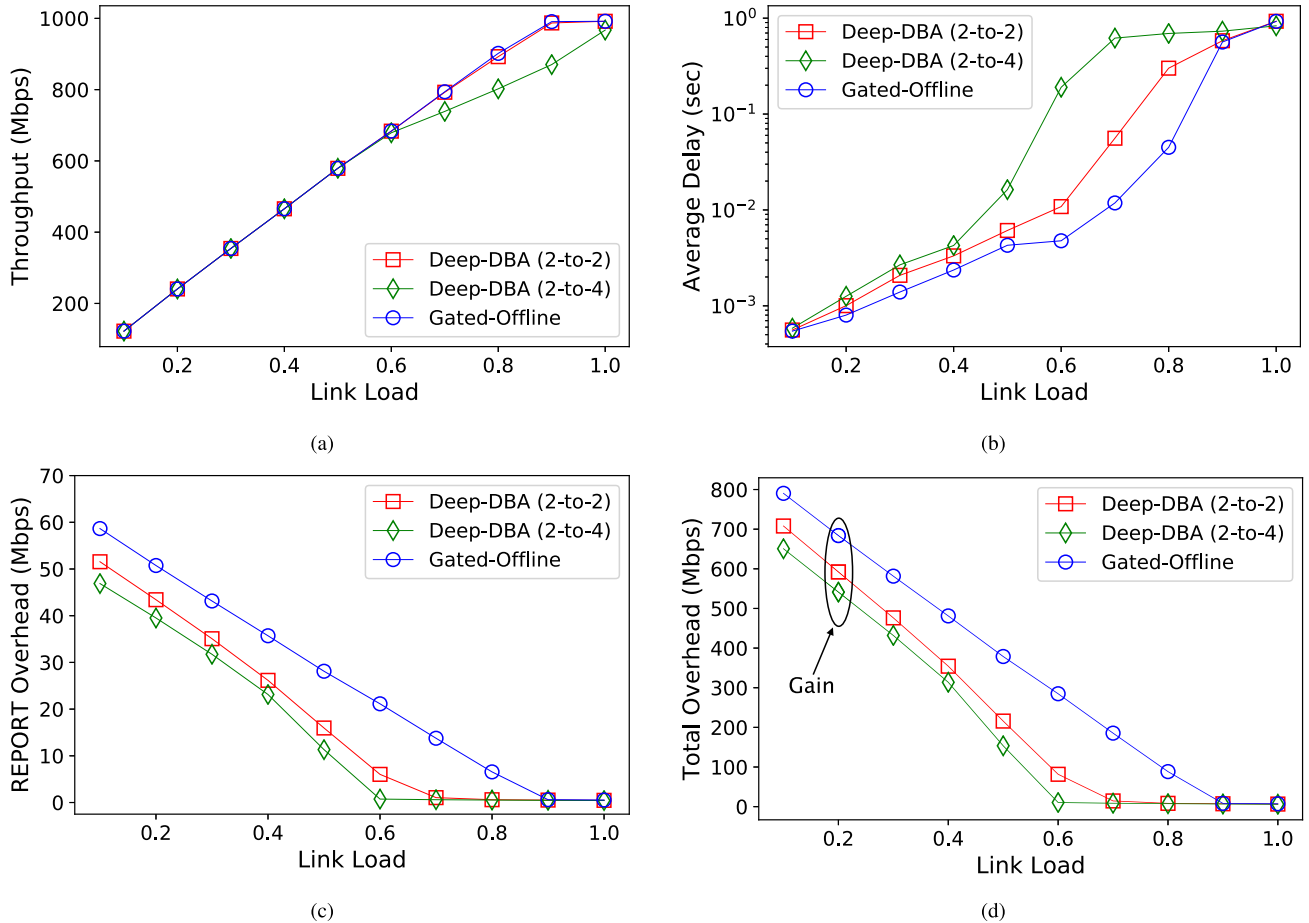 1000
800
600
400
200
Throughput (Mbps)
Deep-DBA (2-to-2)
Deep-DBA (2-to-4)
Gated-Offline
0.2 0.4 0.6 0.8 1.0
Link Load
(a)
10⁰
10⁻¹
10⁻²
10⁻³
Average Delay (sec)
Deep-DBA (2-to-2)
Deep-DBA (2-to-4)
Gated-Offline
0.2 0.4 0.6 0.8 1.0
Link Load
(b)
70
60
50
40
30
20
10
0
REPORT Overhead (Mbps)
Deep-DBA (2-to-2)
Deep-DBA (2-to-4)
Gated-Offline
0.2 0.4 0.6 0.8 1.0
Link Load
(c)
800
700
600
500
400
300
200
100
0
Total Overhead (Mbps)
Deep-DBA (2-to-2)
Deep-DBA (2-to-4)
Gated-Offline
Gain
0.2 0.4 0.6 0.8 1.0
Link Load
(d)